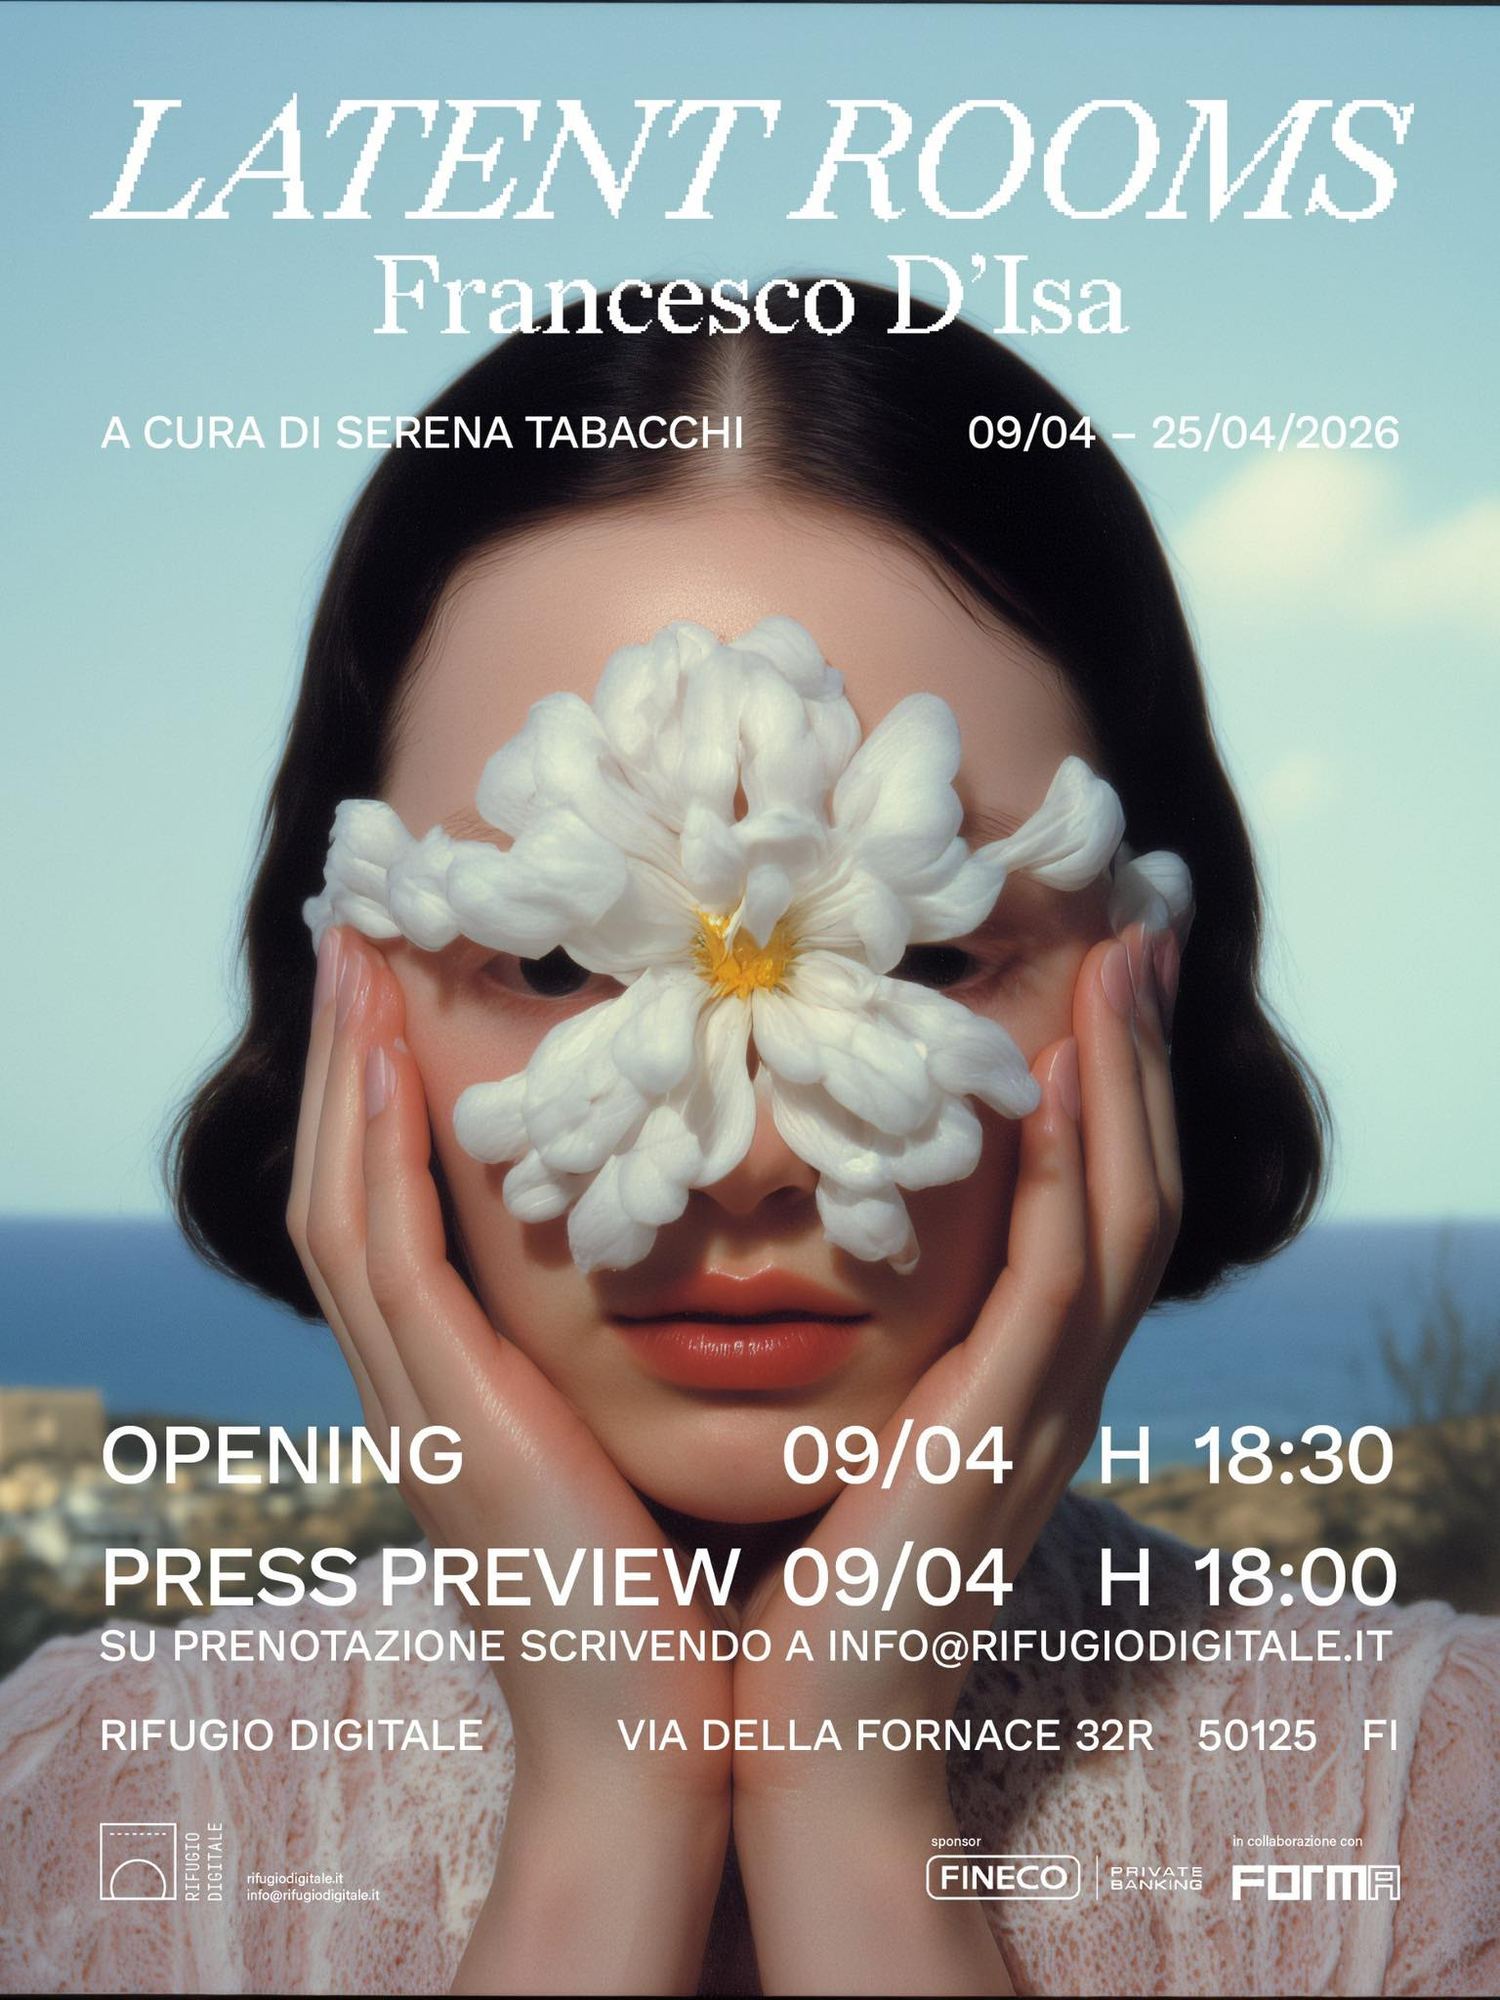 LATENT ROOMS
Francesco D’Isa
A CURA DI SERENA TABACCHI 09/04 – 25/04/2026
OPENING 09/04 H 18:30
PRESS PREVIEW 09/04 H 18:00
SU PRENOTAZIONE SCRIVENDO A INFO@RIFUGIODIGITALE.IT
RIFUGIO DIGITALE VIA DELLA FORNACE 32R 50125 FI
RIFUGIO
DIGITALE
rifugiodigitale.it
info@rifugiodigitale.it
sponsor
FINECO
PRIVATE
BANKING
in collaborazione con
FORMA